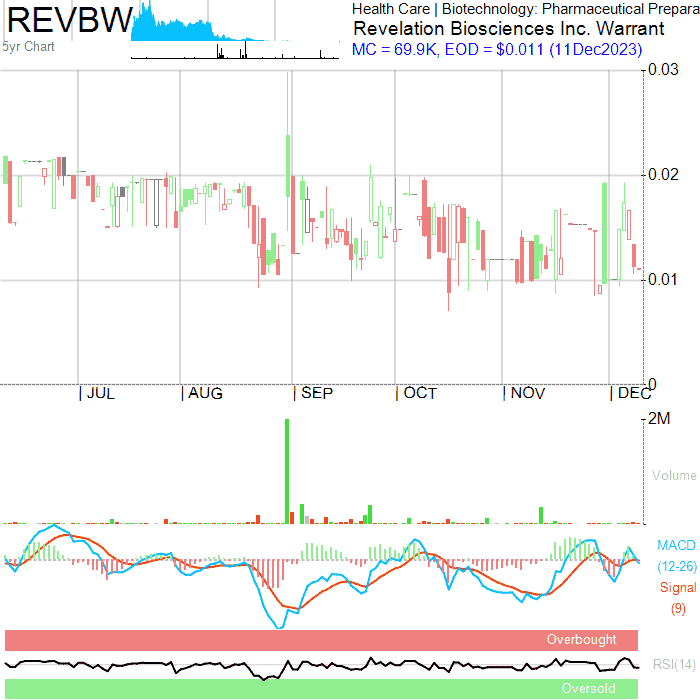 REVBW
5yr Chart
Health Care | Biotechnology: Pharmaceutical Prepara
Revelation Biosciences Inc. Warrant
MC = 69.9K, EOD = $0.011 (11Dec2023)
0.03
0.02
0.01
0
| JUL | AUG | SEP | OCT | NOV | DEC
2M
Volume
MACD
(12-26)
Signal
(9)
Overbought
RSI(14)
Oversold